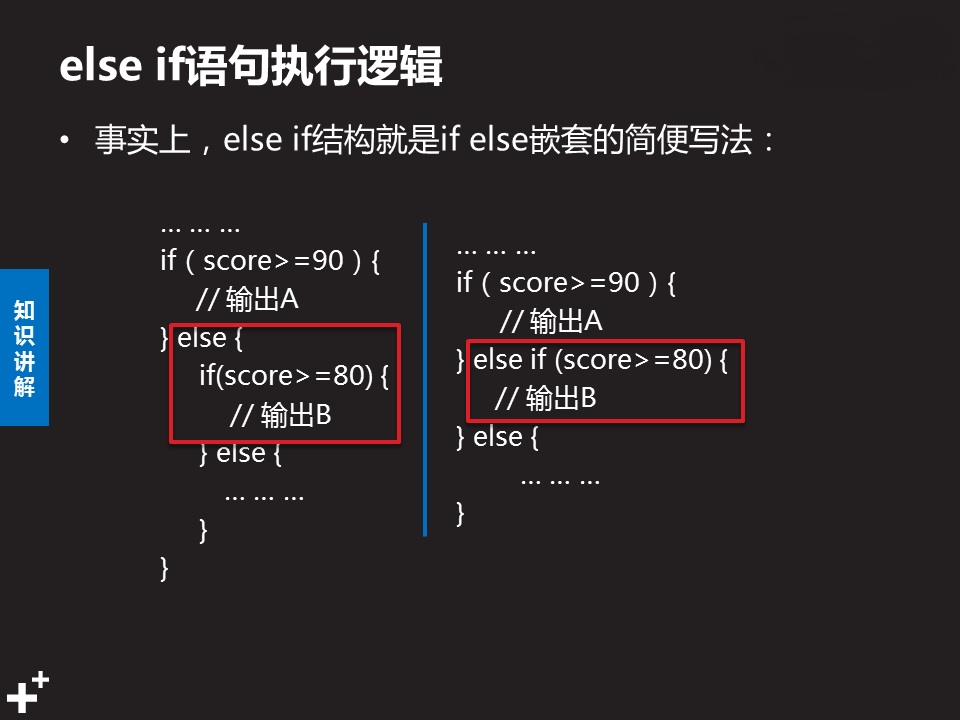 else if语句执行逻辑
• 事实上，else if结构就是if else嵌套的简便写法：
知识讲解
… … …
if（score>=90）{
// 输出A
} else {
if(score>=80) {
// 输出B
} else {
… … …
}
}
… … …
if（score>=90）{
// 输出A
} else if (score>=80) {
// 输出B
} else {
… … …
}